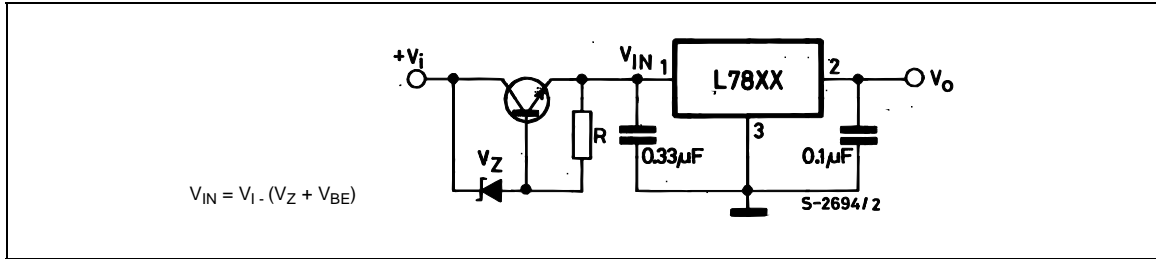 +Vi
VIN
1
L78XX
2
Vo
3
R
0.33µF
0.1µF
VZ
VIN = VI - (VZ + VBE)
S-2694/2